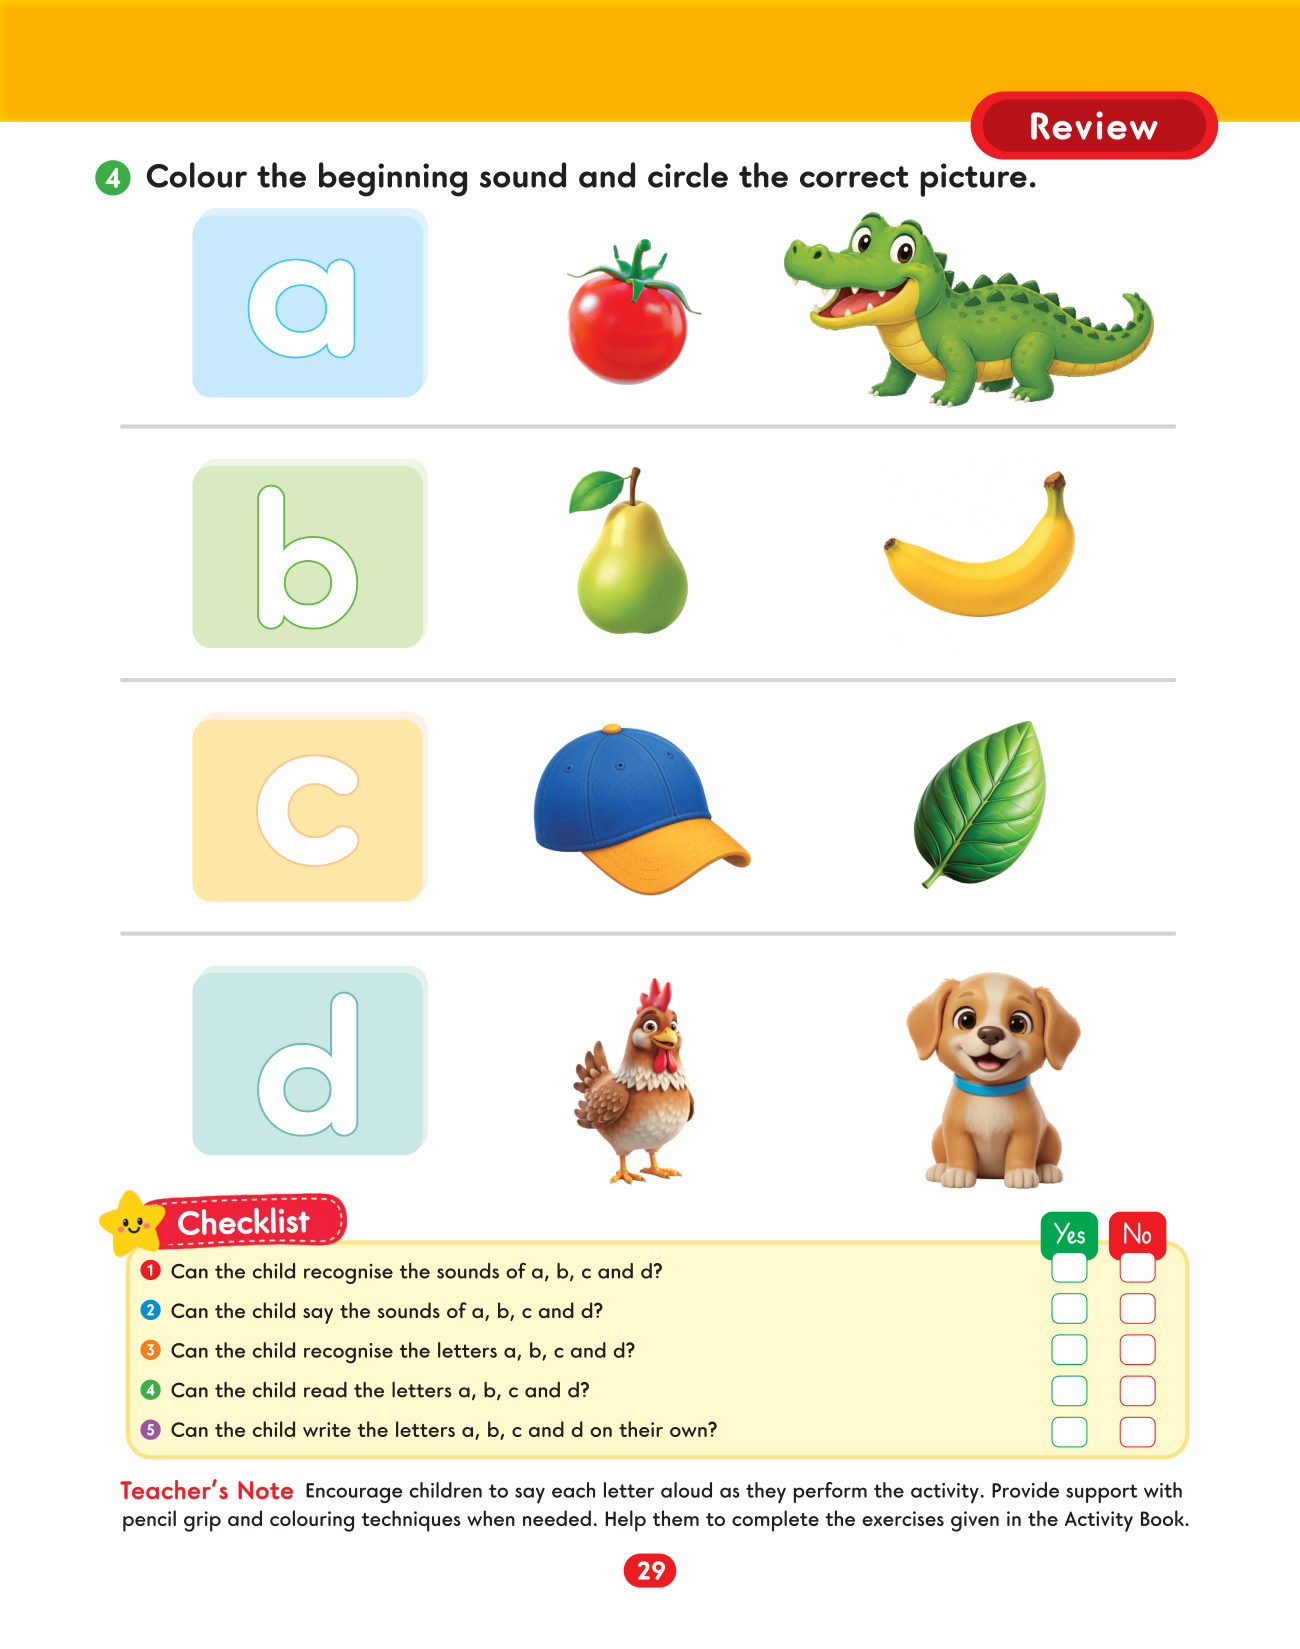 Review
4 Colour the beginning sound and circle the correct picture.
a
b
c
d
Checklist
Yes No
1 Can the child recognise the sounds of a, b, c and d?
2 Can the child say the sounds of a, b, c and d?
3 Can the child recognise the letters a, b, c and d?
4 Can the child read the letters a, b, c and d?
5 Can the child write the letters a, b, c and d on their own?
Teacher's Note Encourage children to say each letter aloud as they perform the activity. Provide support with
pencil grip and colouring techniques when needed. Help them to complete the exercises given in the Activity Book.
29